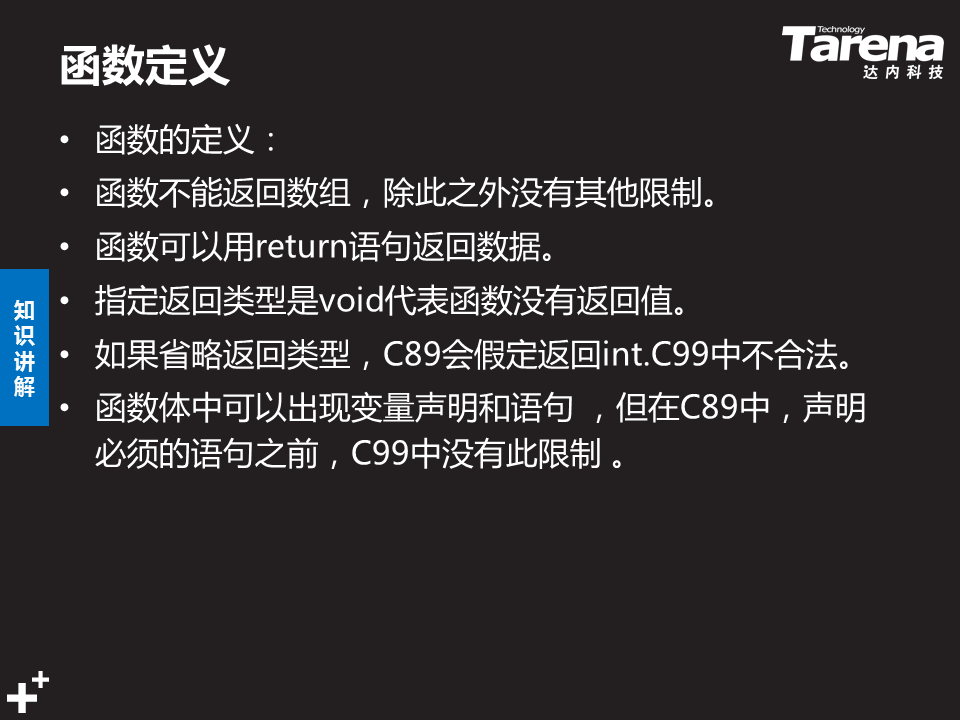 函数定义
Technology
Tarena
达内科技
• 函数的定义：
• 函数不能返回数组，除此之外没有其他限制。
• 函数可以用return语句返回数据。
• 指定返回类型是void代表函数没有返回值。
• 如果省略返回类型，C89会假定返回int.C99中不合法。
• 函数体中可以出现变量声明和语句 ，但在C89中，声明
必须的语句之前，C99中没有此限制 。
知识讲解